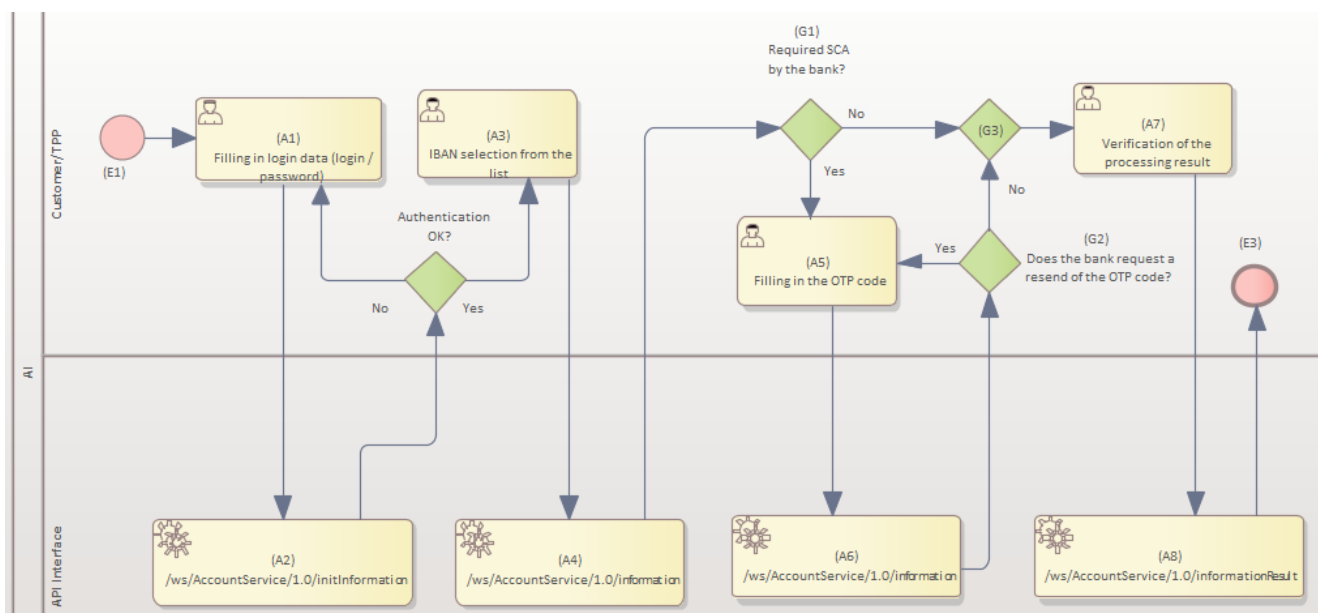 (G1)
Required SCA
by the bank?
(A1)
Filling in login data (login /
password)
(E1)
(A3)
IBAN selection from the
list
No
Yes
(G3)
(A7)
Verification of the
processing result
Authentication
OK?
No
Yes
(A5)
Filling in the OTP code
Yes
No
(G2)
Does the bank request a
resend of the OTP code?
(E3)
Customer/TPP
AI
API Interface
(A2)
/ws/AccountService/1.0/initInformation
(A4)
/ws/AccountService/1.0/information
(A6)
/ws/AccountService/1.0/information
(A8)
/ws/AccountService/1.0/informationResult